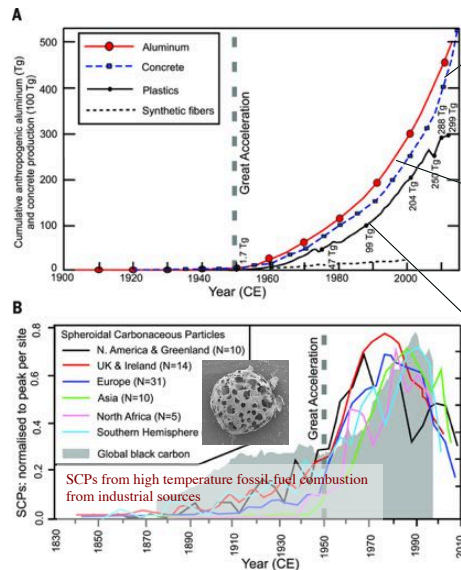 A
Cumulative anthropogenic aluminum (Tg)
and concrete production (100 Tg)
500
400
300
200
100
0
Aluminum
Concrete
Plastics
Synthetic fibers
Great Acceleration
1.7 Tg
47 Tg
99 Tg
204 Tg
250 Tg
288 Tg
299 Tg
1900
1920
1940
1960
1980
2000
Year (CE)
B
SCPs: normalised to peak per site
0.8
0.6
0.4
0.2
0.0
Spheroidal Carbonaceous Particles
N. America & Greenland (N=10)
UK & Ireland (N=14)
Europe (N=31)
Asia (N=10)
North Africa (N=5)
Southern Hemisphere
Global black carbon
Great Acceleration
SCPs from high temperature fossil-fuel combustion
from industrial sources
1830
1850
1870
1890
1910
1930
1950
1970
1990
2010
Year (CE)